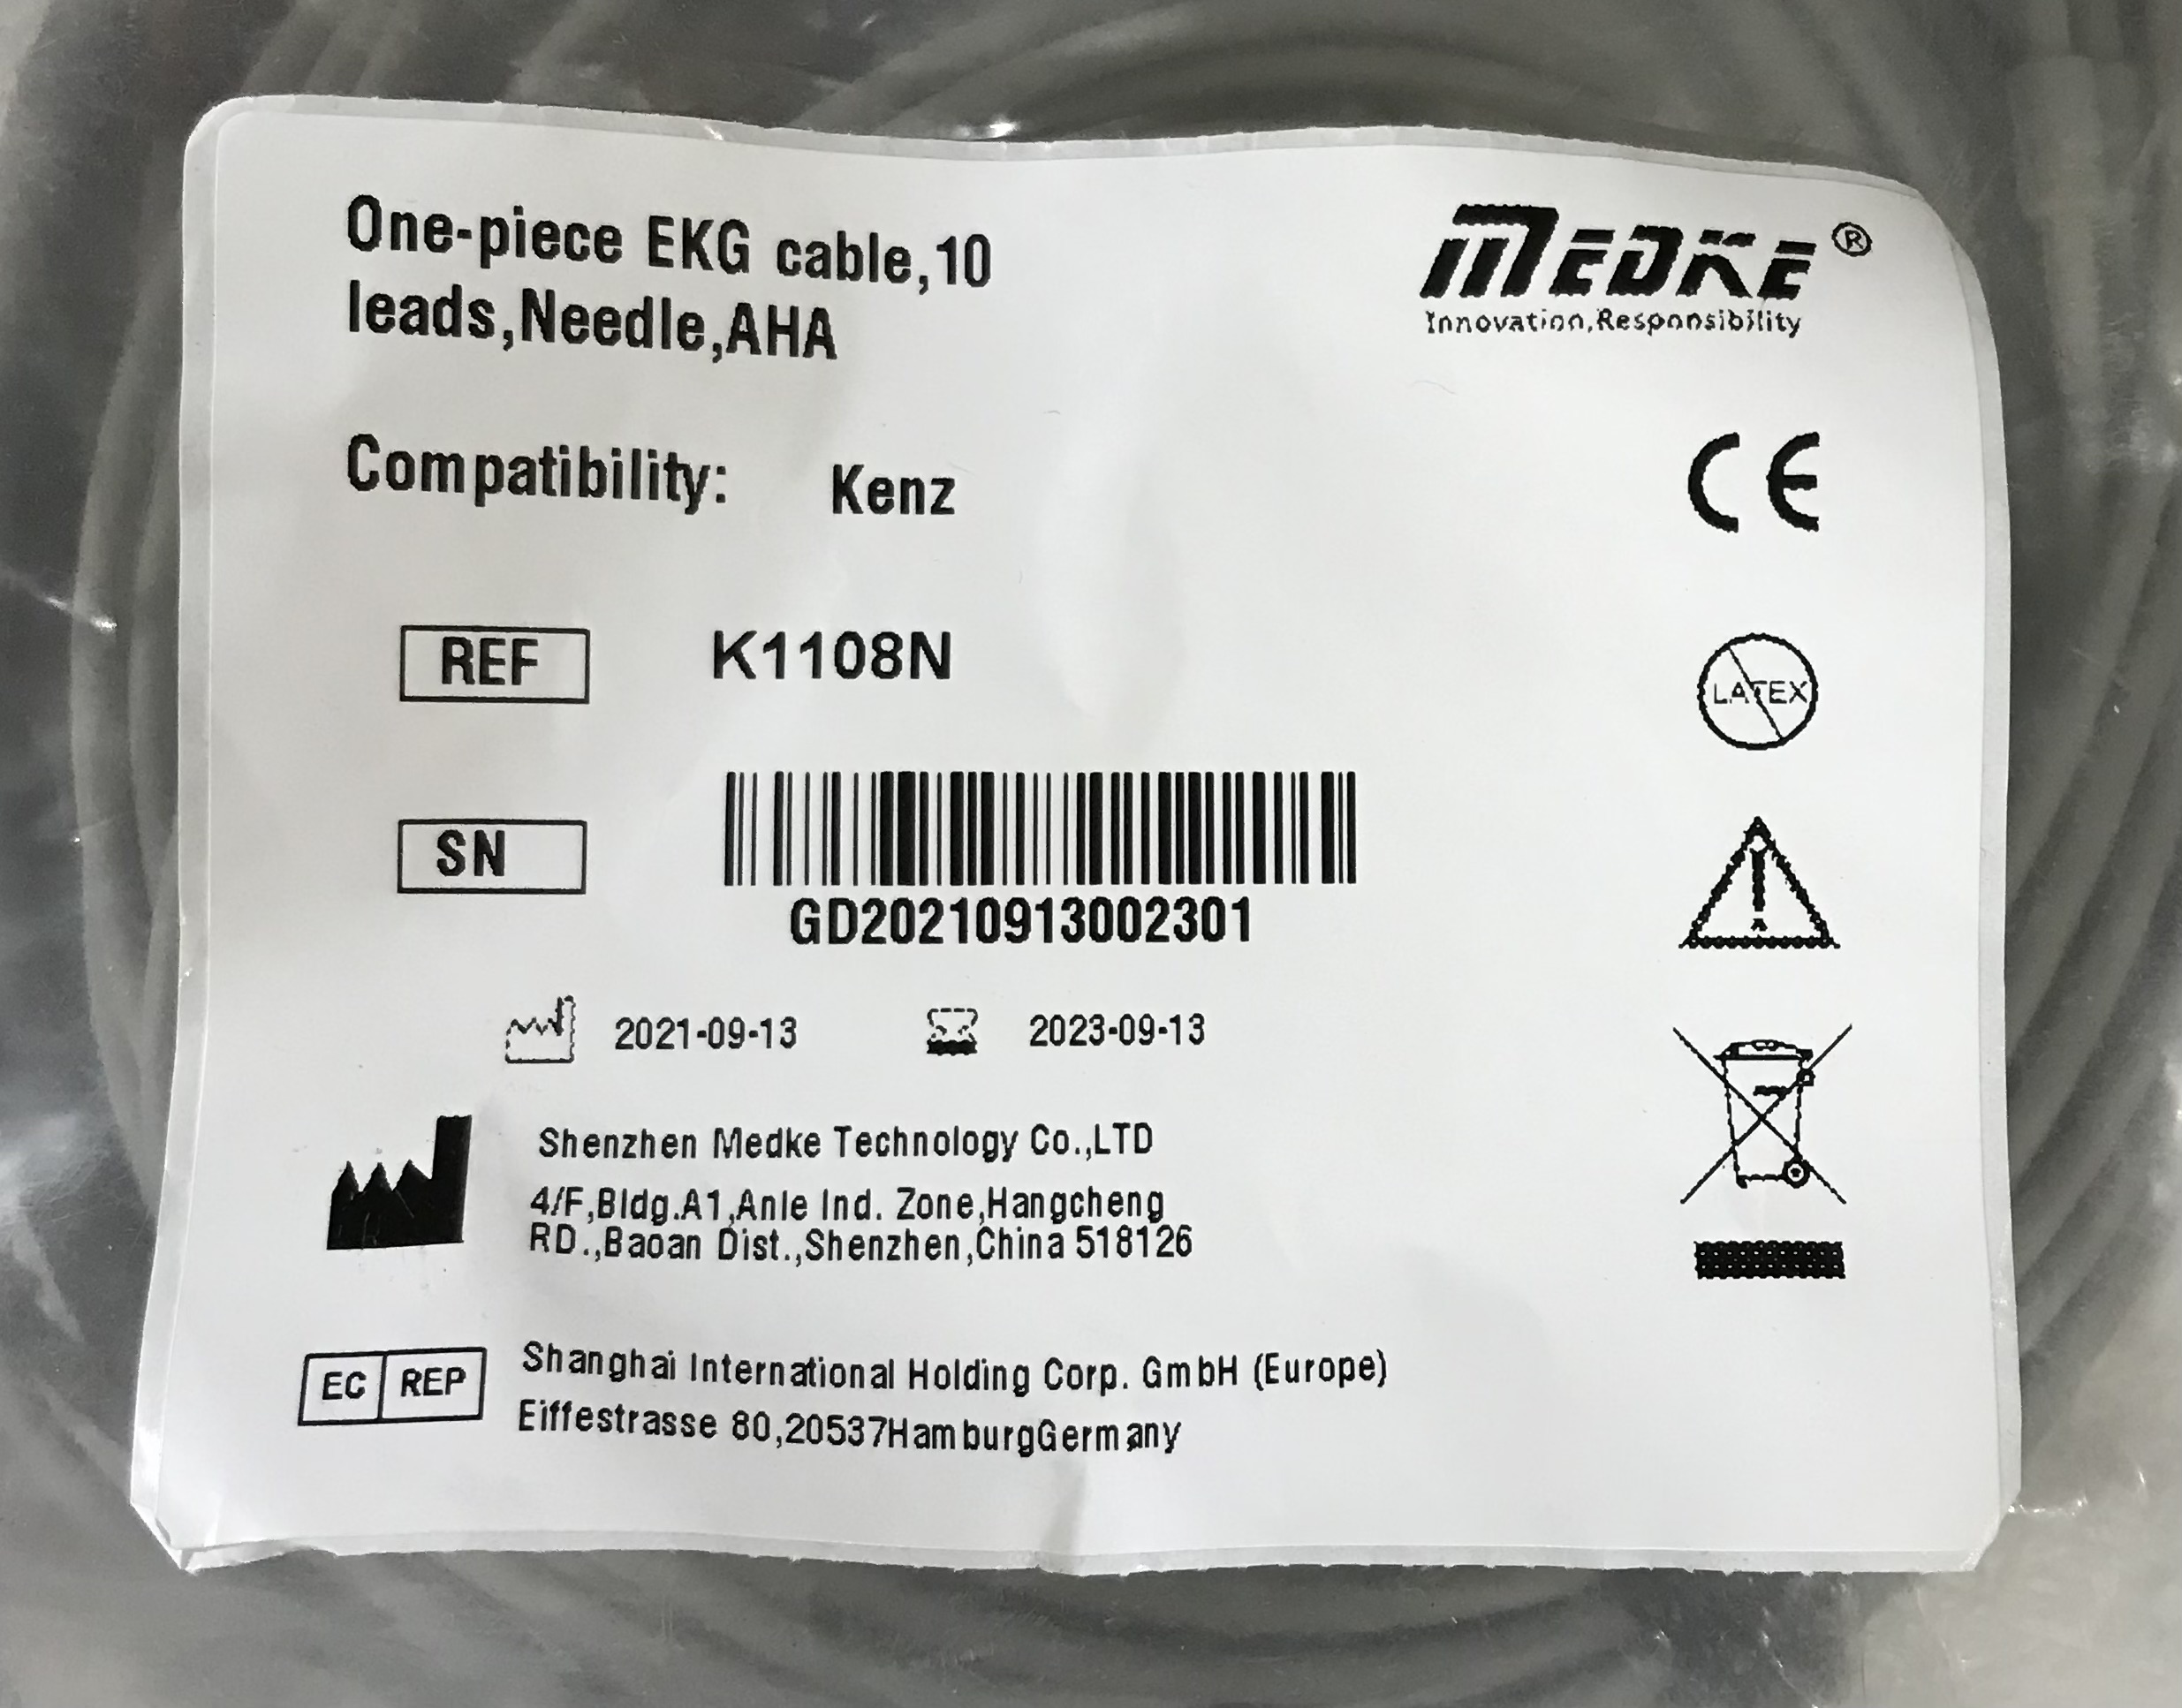 One-piece EKG cable,10
leads,Needle,AHA
MEDKE®
Innovation,Responsibility
Compatibility: Kenz
CE
REF K1108N
LATEX
SN
GD20210913002301
2021-09-13 2023-09-13
Shenzhen Medke Technology Co.,LTD
4/F,Bldg.A1,Anle Ind. Zone,Hangcheng
RD.,Baoan Dist.,Shenzhen,China 518126
EC REP Shanghai International Holding Corp. GmbH (Europe)
Eiffestrasse 80,20537HamburgGermany